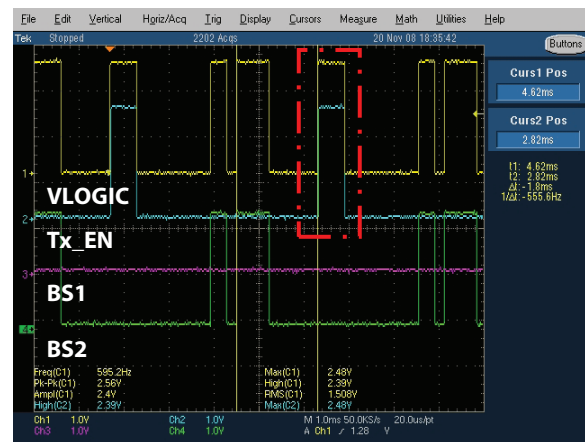 File Edit Vertical Horiz/Acq Trig Display Cursors Measure Math Utilities Help
Tek Stopped 2202 Acqs 20 Nov 08 18:35:42
Buttons
Curs1 Pos
4.62ms
Curs2 Pos
2.82ms
t1: 4.62ms
t2: 2.82ms
Δt: -1.8ms
1/Δt: -555.6Hz
1
VLOGIC
2
Tx_EN
3
BS1
4
BS2
Freq(C1) 595.2Hz Max(C1) 2.48V
Pk-Pk(C1) 2.56V High(C1) 2.39V
Ampl(C1) 2.4V RMS(C1) 1.508V
High(C2) 2.39V Max(C2) 2.48V
Ch1 1.0V Ch2 1.0V M 1.0ms 50.0KS/s 20.0us/pt
Ch3 1.0V Ch4 1.0V A Ch1 1.28 V